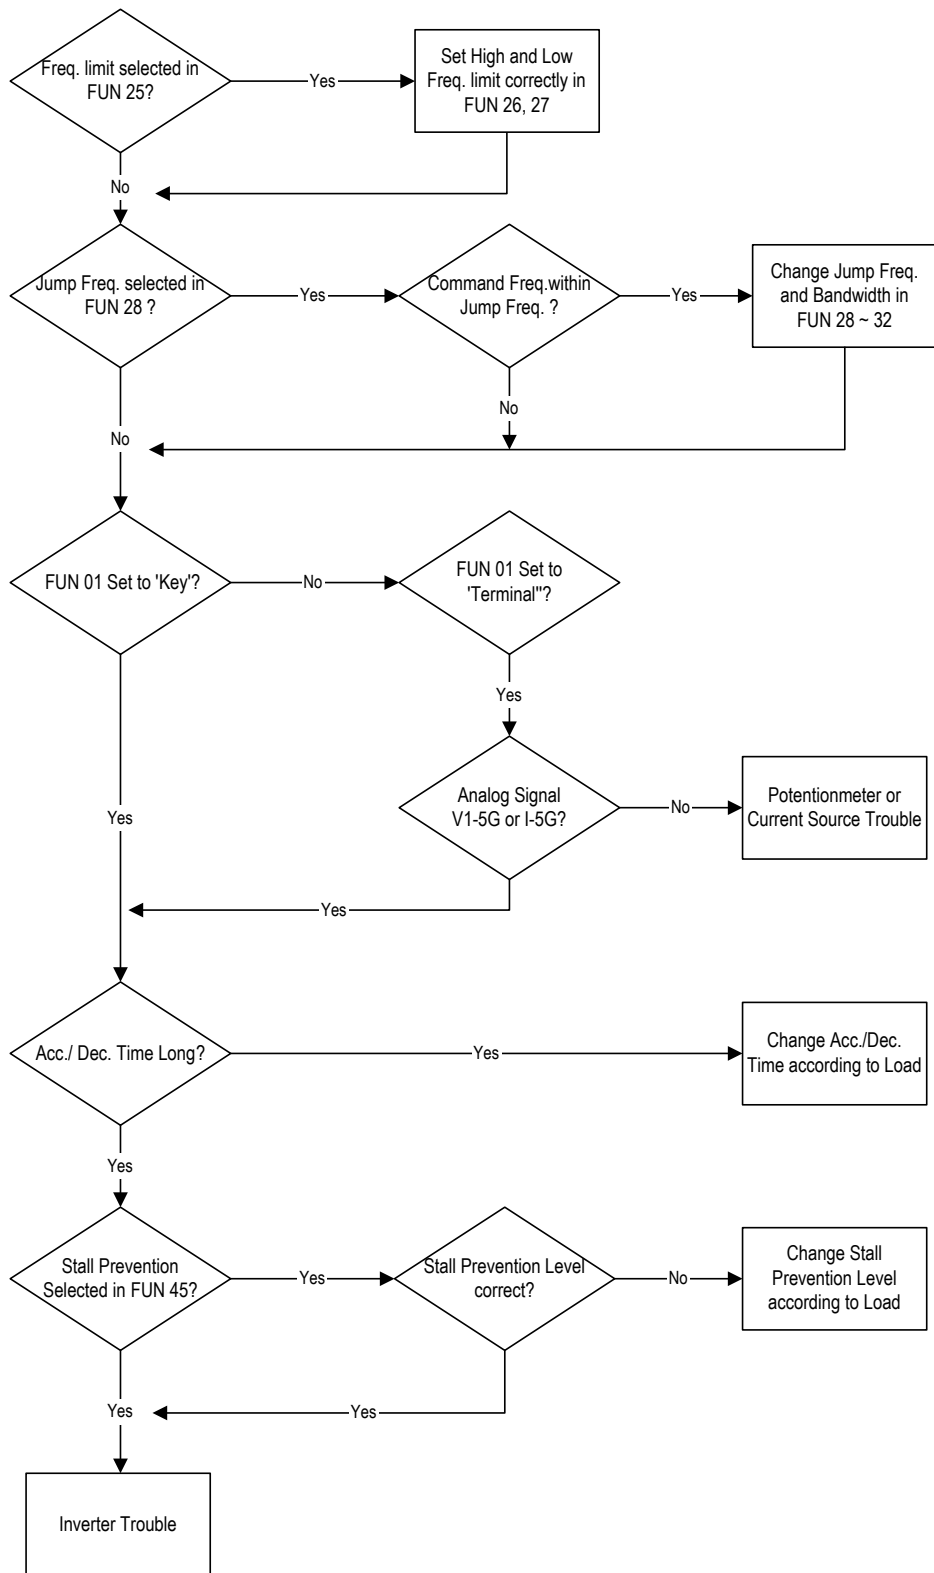 Freq. limit selected in
FUN 25?
Yes
Set High and Low
Freq. limit correctly in
FUN 26, 27
No
Jump Freq. selected in
FUN 28 ?
Yes
Command Freq.within
Jump Freq. ?
Yes
Change Jump Freq.
and Bandwidth in
FUN 28 ~ 32
No
No
FUN 01 Set to 'Key'?
No
FUN 01 Set to
'Terminal"?
Yes
Yes
Analog Signal
V1-5G or I-5G?
No
Potentionmeter or
Current Source Trouble
Yes
Acc./ Dec. Time Long?
Yes
Change Acc./Dec.
Time according to Load
Yes
Stall Prevention
Selected in FUN 45?
Yes
Stall Prevention Level
correct?
No
Change Stall
Prevention Level
according to Load
Yes
Yes
Inverter Trouble